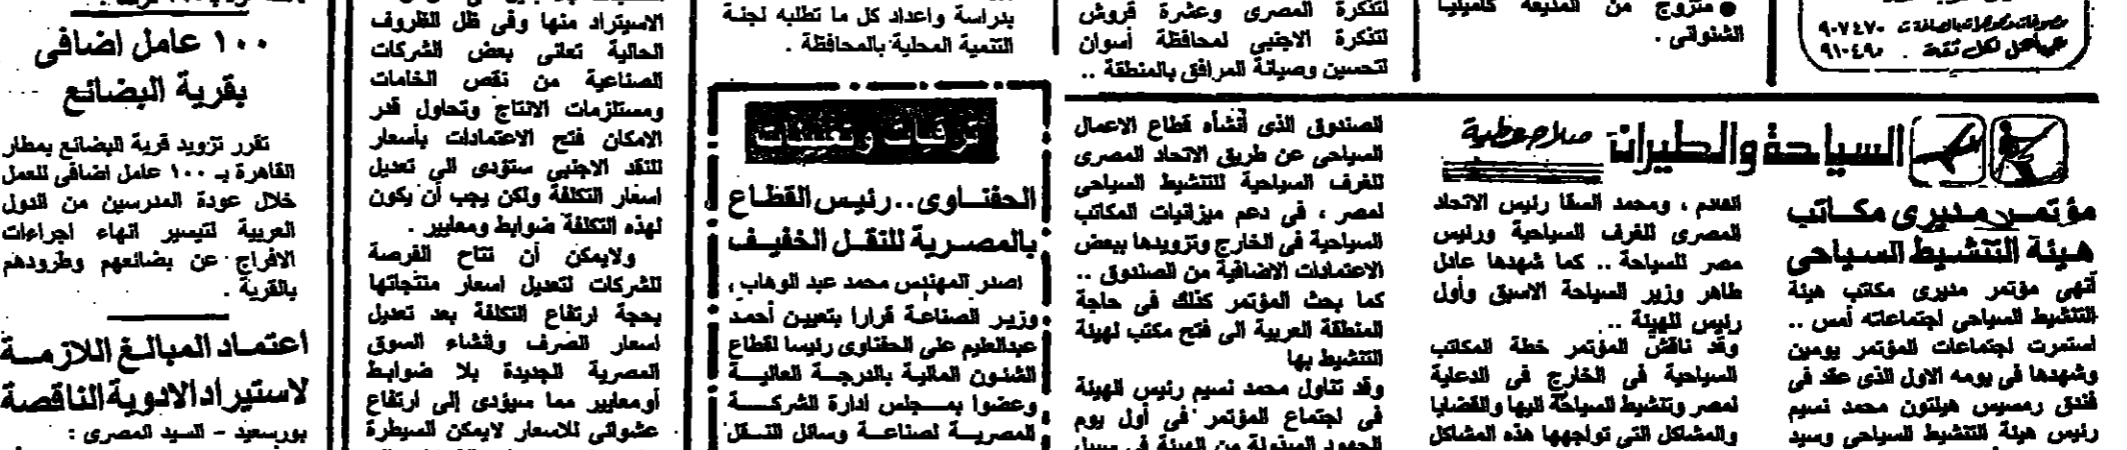 ● متزوج من المذيعة كاميليا
الشنوانى .
٩٠٧٤٧٠
٩١٠٤٩٠
لتذكرة المصرى وعشرة قروش
لتذكرة الاجنبى لمحافظة أسوان
لتحسين وصيانة المرافق بالمنطقة ..
بدراسة واعداد كل ما تطلبه لجنة
التنمية المحلية بالمحافظة .
السياحة والطيران
ملاحظية
مؤتمر مديرى مكاتب
هيئة التنشيط السياحى
أنهى مؤتمر مديرى مكاتب هيئة
التنشيط السياحى اجتماعاته أمس ..
استمرت اجتماعات المؤتمر يومين
وشهدها فى يومه الاول الذى عقد فى
فندق رمسيس هيلتون محمد نسيم
رئيس هيئة التنشيط السياحى وسيد
القادم ، ومحمد السقا رئيس الاتحاد
المصرى للغرف السياحية ورئيس
مصر للسياحة .. كما شهدها عادل
طاهر وزير السياحة الاسبق وأول
رئيس للهيئة ..
وقد ناقش المؤتمر خطة المكاتب
السياحية فى الخارج فى الدعاية
لمصر وتنشيط السياحة اليها والقضايا
والمشاكل التى تواجهها هذه المشاكل
الصندوق الذى أنشأه قطاع الاعمال
السياحى عن طريق الاتحاد المصرى
للغرف السياحية للتنشيط السياحى
لمصر ، فى دعم ميزانيات المكاتب
السياحية فى الخارج وتزويدها ببعض
الاعتمادات الاضافية من الصندوق ..
كما بحث المؤتمر كذلك فى حاجة
المنطقة العربية الى فتح مكتب لهيئة
التنشيط بها
وقد تناول محمد نسيم رئيس الهيئة
فى اجتماع المؤتمر فى أول يوم
الجهود المبذولة من الهيئة فى سبيل
ترقيات وتعيينات
الحفناوى .. رئيس القطاع
بالمصرية للنقل الخفيف
اصدر المهندس محمد عبد الوهاب ،
وزير الصناعة قرارا بتعيين أحمد
عبدالعليم على الحفناوى رئيسا لقطاع
الشئون المالية بالدرجة العالية
وعضوا بمجلس ادارة الشركة
المصرية لصناعة وسائل النقل
الاستيراد منها وفى ظل الظروف
الحالية تعانى بعض الشركات
الصناعية من نقص الخامات
ومستلزمات الانتاج وتحاول قدر
الامكان فتح الاعتمادات بأسعار
للنقد الاجنبى ستؤدى الى تعديل
اسعار التكلفة ولكن يجب أن يكون
لهذه التكلفة ضوابط ومعايير .
ولايمكن أن تتاح الفرصة
للشركات لتعديل اسعار منتجاتها
بحجة ارتفاع التكلفة بعد تعديل
اسعار الصرف وانشاء السوق
المصرية الجديدة بلا ضوابط
أومعايير مما سيؤدى إلى ارتفاع
عشوائى للاسعار لايمكن السيطرة
١٠٠ عامل اضافى
بقرية البضائع
تقرر تزويد قرية البضائع بمطار
القاهرة بـ ١٠٠ عامل اضافى للعمل
خلال عودة المدرسين من الدول
العربية لتيسير انهاء اجراءات
الافراج عن بضائعهم وطرودهم
بالقرية .
اعتماد المبالغ اللازمة
لاستيراد الادوية الناقصة
بورسعيد - السيد المصرى :